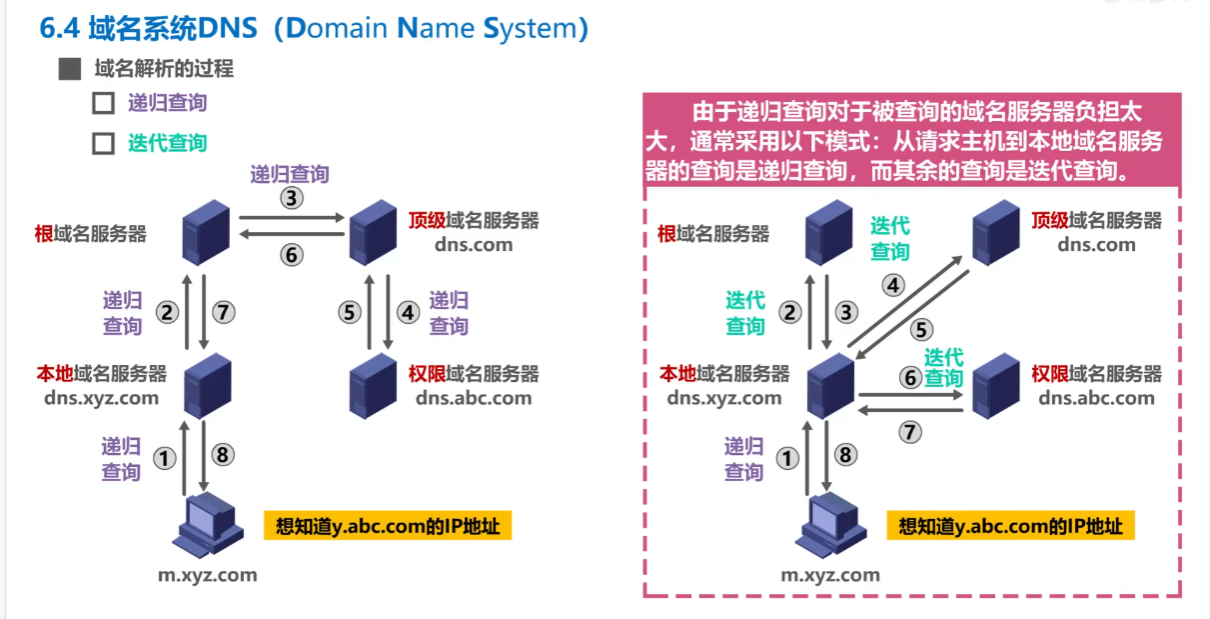 6.4 域名系统DNS（Domain Name System）
域名解析的过程
递归查询
迭代查询
递归查询
③
根域名服务器
顶级域名服务器
dns.com
⑥
递归
查询
②
⑦
⑤
④
递归
查询
本地域名服务器
dns.xyz.com
权限域名服务器
dns.abc.com
递归
查询
①
⑧
想知道y.abc.com的IP地址
m.xyz.com
由于递归查询对于被查询的域名服务器负担太
大，通常采用以下模式：从请求主机到本地域名服务
器的查询是递归查询，而其余的查询是迭代查询。
根域名服务器
迭代
查询
顶级域名服务器
dns.com
④
迭代
查询
②
③
⑤
本地域名服务器
dns.xyz.com
迭代
查询
⑥
权限域名服务器
dns.abc.com
⑦
递归
查询
①
⑧
想知道y.abc.com的IP地址
m.xyz.com